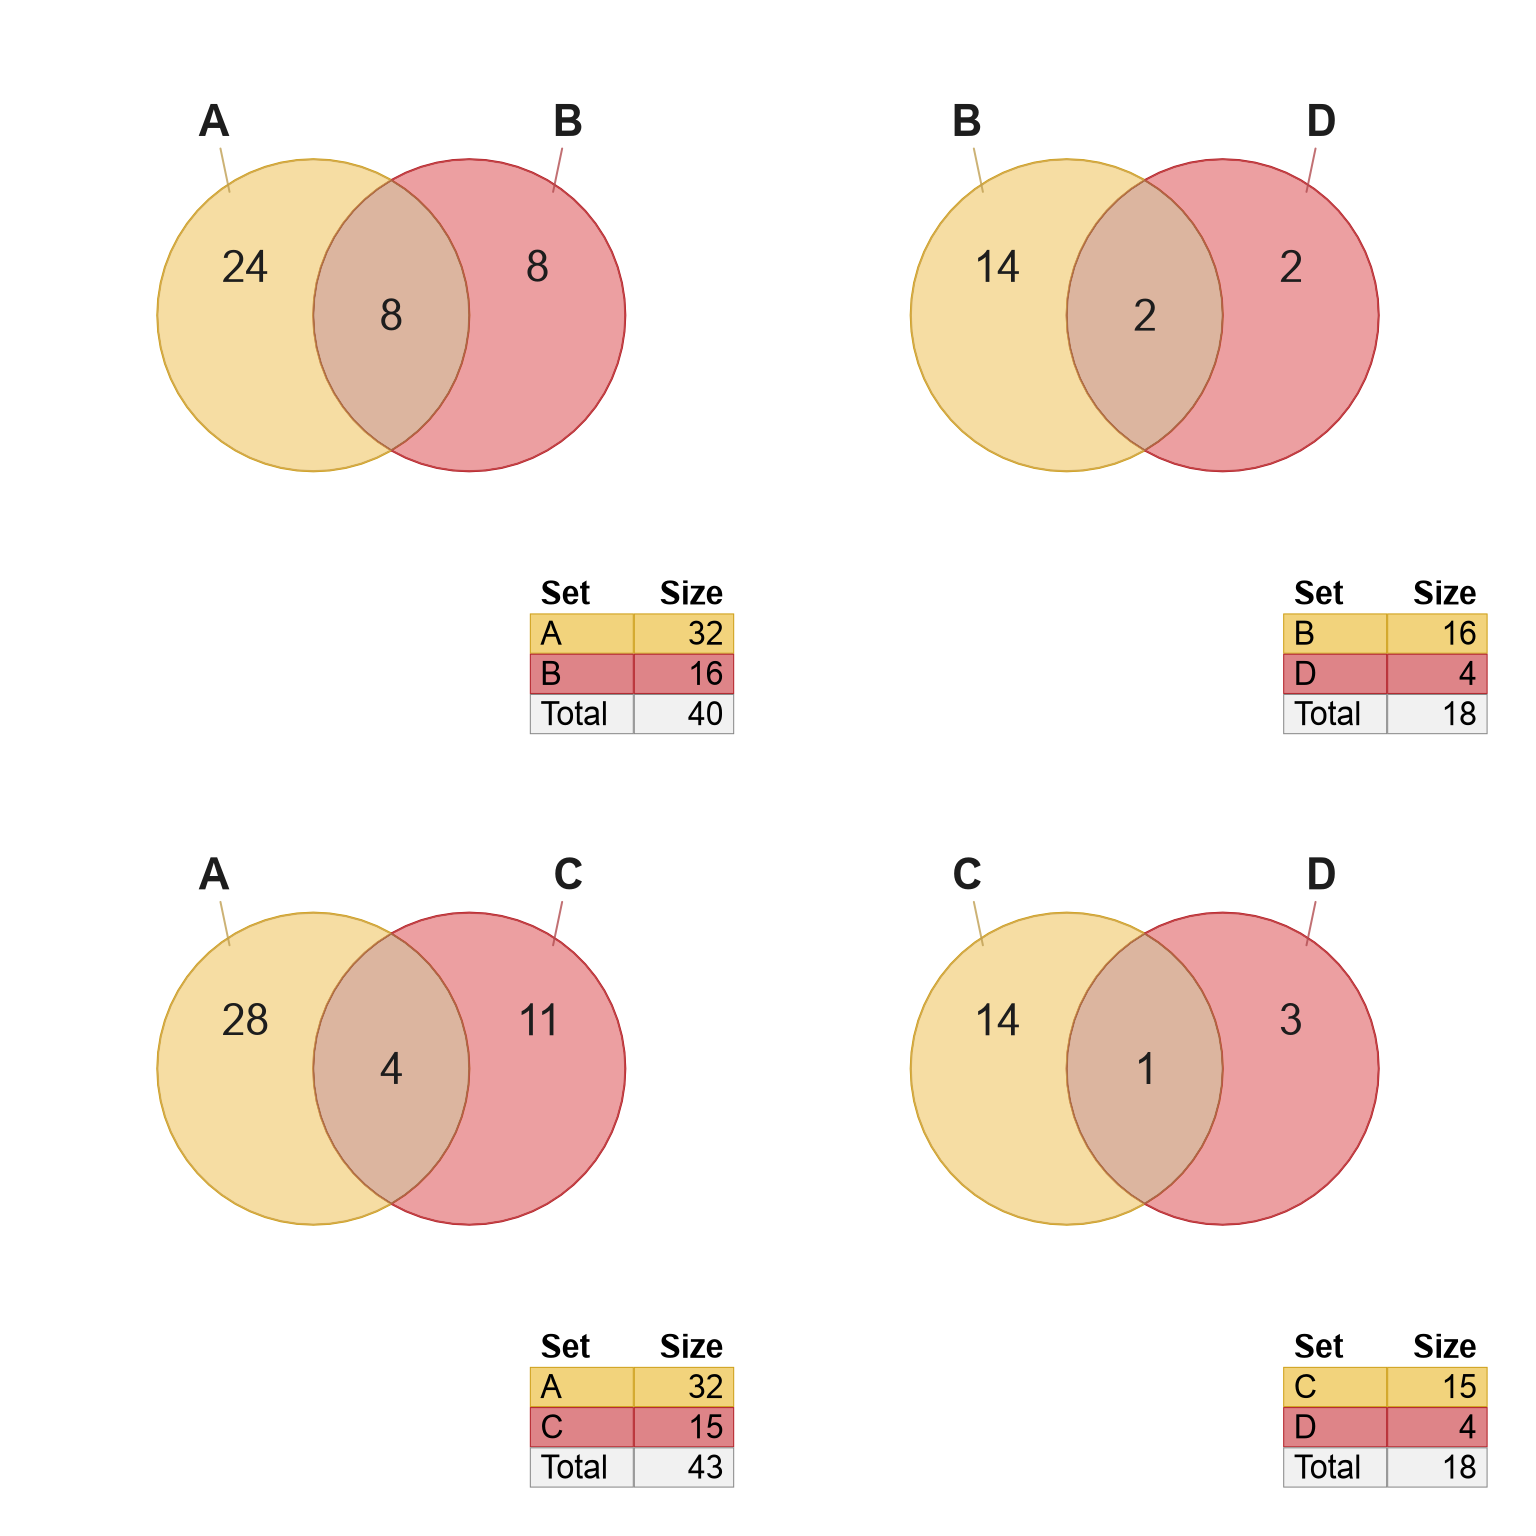 A B
24 8 8
Set Size
A 32
B 16
Total 40
B D
14 2 2
Set Size
B 16
D 4
Total 18
A C
28 4 11
Set Size
A 32
C 15
Total 43
C D
14 1 3
Set Size
C 15
D 4
Total 18